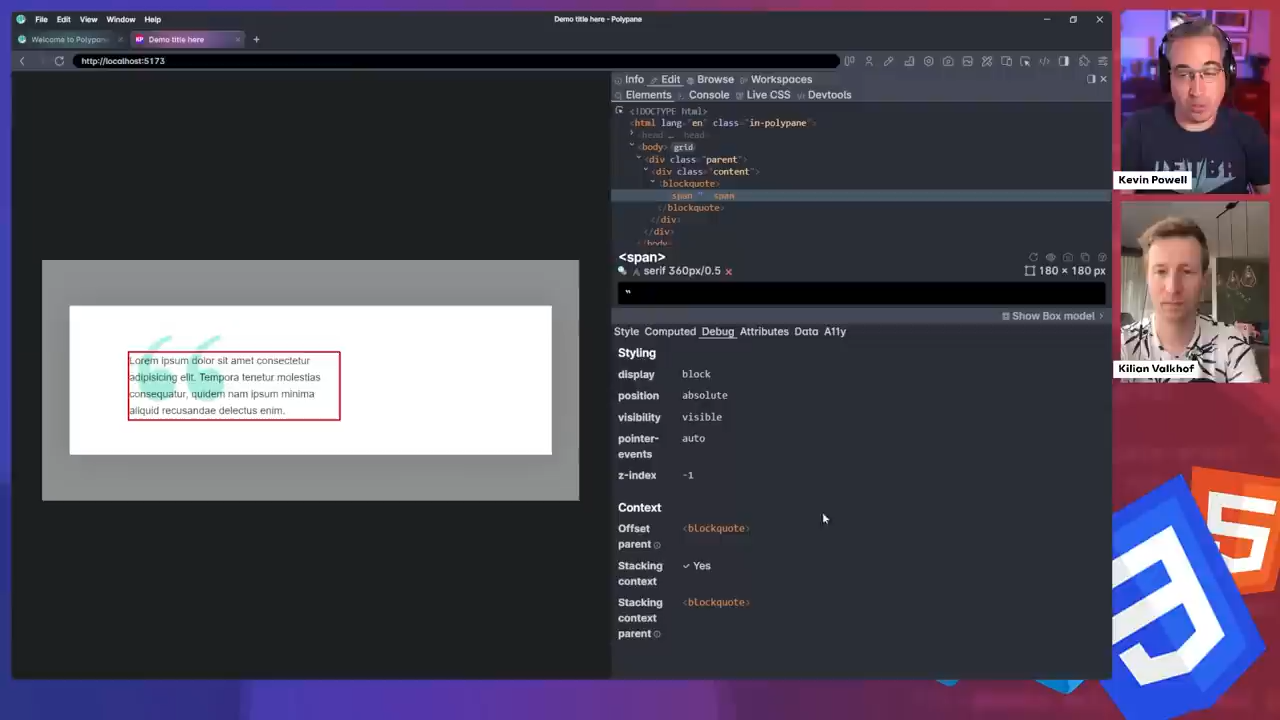 File Edit View Window Help
Demo title here - Polypane
Welcome to Polypane
Demo title here
http://localhost:5173
Info Edit Browse Workspaces
Elements Console Live CSS Devtools
<!DOCTYPE html>
<html lang="en" class="in-polypane">
<head … head>
<body> grid
<div class="parent">
<div class="content">
<blockquote>
span " span
</blockquote>
</div>
</div>
</body>
<span>
serif 360px/0.5 ×
180 × 180 px
"
Show Box model
Style Computed Debug Attributes Data A11y
Styling
display block
position absolute
visibility visible
pointer-events auto
z-index -1
Context
Offset parent <blockquote>
Stacking context ✓ Yes
Stacking context parent <blockquote>
“
Lorem ipsum dolor sit amet consectetur
adipisicing elit. Tempora tenetur molestias
consequatur, quidem nam ipsum minima
aliquid recusandae delectus enim.
Kevin Powell
Kilian Valkhof